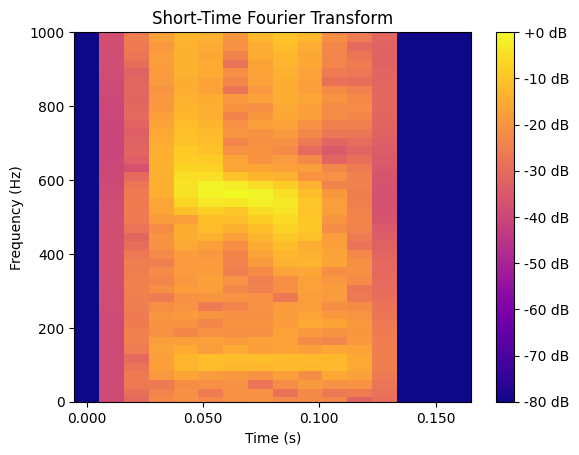 Short-Time Fourier Transform
1000
800
600
400
200
0
Frequency (Hz)
0.000
0.050
0.100
0.150
Time (s)
+0 dB
-10 dB
-20 dB
-30 dB
-40 dB
-50 dB
-60 dB
-70 dB
-80 dB